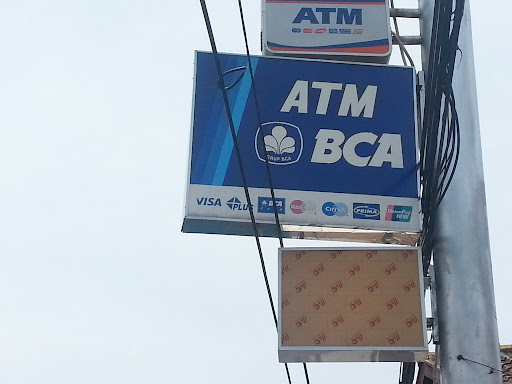 ATM
ATM
BCA
GRUP BCA
VISA PLUS BCA Cirrus PRIMA UnionPay